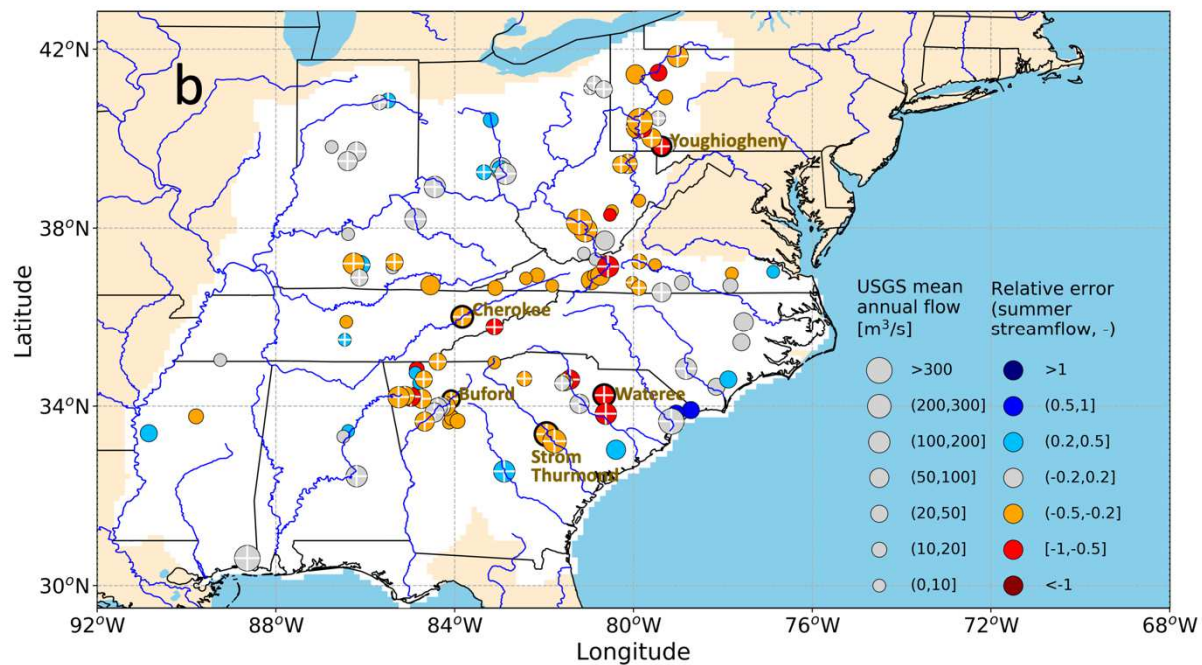 b
42°N
38°N
34°N
30°N
Latitude
92°W
88°W
84°W
80°W
76°W
72°W
68°W
Longitude
Youghiogheny
Cherokee
Buford
Wateree
Strom
Thurmond
USGS mean
annual flow
[m³/s]
>300
(200,300]
(100,200]
(50,100]
(20,50]
(10,20]
(0,10]
Relative error
(summer
streamflow, -)
>1
(0.5,1]
(0.2,0.5]
(-0.2,0.2]
(-0.5,-0.2]
[-1,-0.5]
<-1